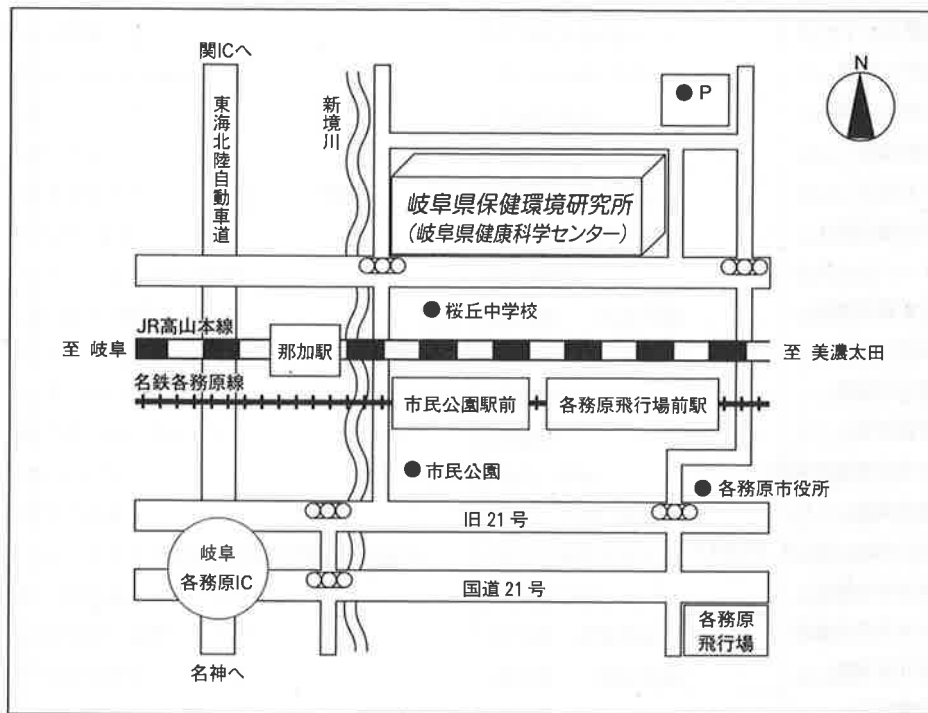 関ICへ
N
P
東海北陸自動車道
新境川
岐阜県保健環境研究所
(岐阜県健康科学センター)
桜丘中学校
JR高山本線
至 岐阜
那加駅
至 美濃太田
名鉄各務原線
市民公園駅前
各務原飛行場前駅
市民公園
各務原市役所
旧21号
岐阜
各務原IC
国道21号
各務原
飛行場
名神へ